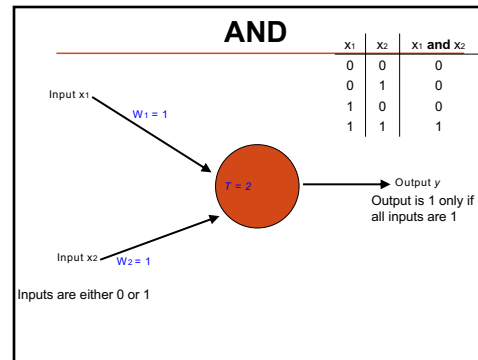 AND
x1 x2 x1 and x2
0 0 0
0 1 0
1 0 0
1 1 1
Input x1
W1 = 1
T = 2
Output y
Output is 1 only if
all inputs are 1
Input x2
W2 = 1
Inputs are either 0 or 1